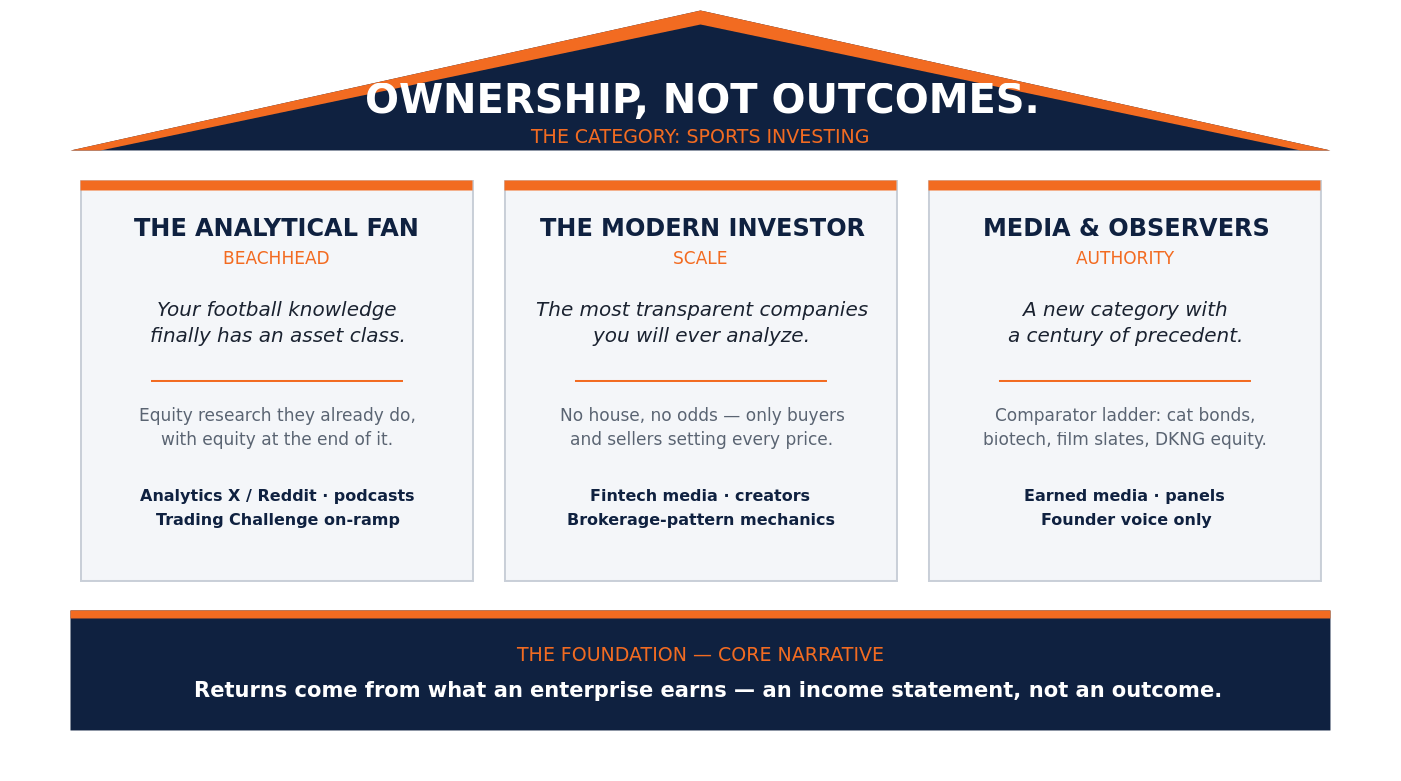 OWNERSHIP, NOT OUTCOMES.
THE CATEGORY: SPORTS INVESTING
THE ANALYTICAL FAN
BEACHHEAD
Your football knowledge
finally has an asset class.
Equity research they already do,
with equity at the end of it.
Analytics X / Reddit · podcasts
Trading Challenge on-ramp
THE MODERN INVESTOR
SCALE
The most transparent companies
you will ever analyze.
No house, no odds — only buyers
and sellers setting every price.
Fintech media · creators
Brokerage-pattern mechanics
MEDIA & OBSERVERS
AUTHORITY
A new category with
a century of precedent.
Comparator ladder: cat bonds,
biotech, film slates, DKNG equity.
Earned media · panels
Founder voice only
THE FOUNDATION — CORE NARRATIVE
Returns come from what an enterprise earns — an income statement, not an outcome.